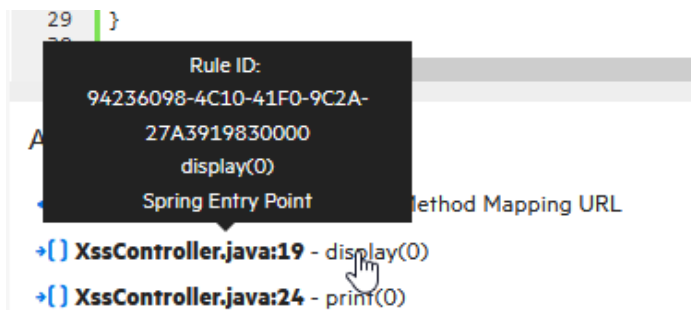 29 }
Rule ID:
94236098-4C10-41F0-9C2A-
27A3919830000
display(0)
Spring Entry Point
Method Mapping URL
XssController.java:19 - display(0)
XssController.java:24 - print(0)